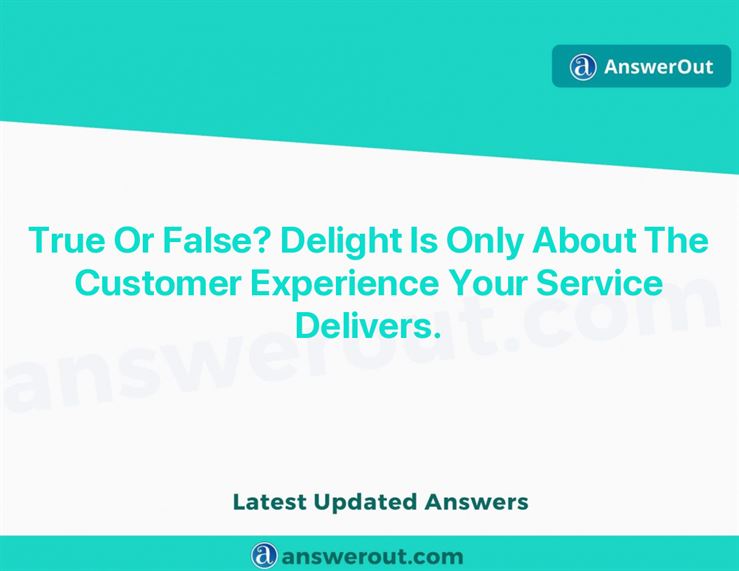 AnswerOut
True Or False? Delight Is Only About The
Customer Experience Your Service
Delivers.
answerout.com
Latest Updated Answers
answerout.com